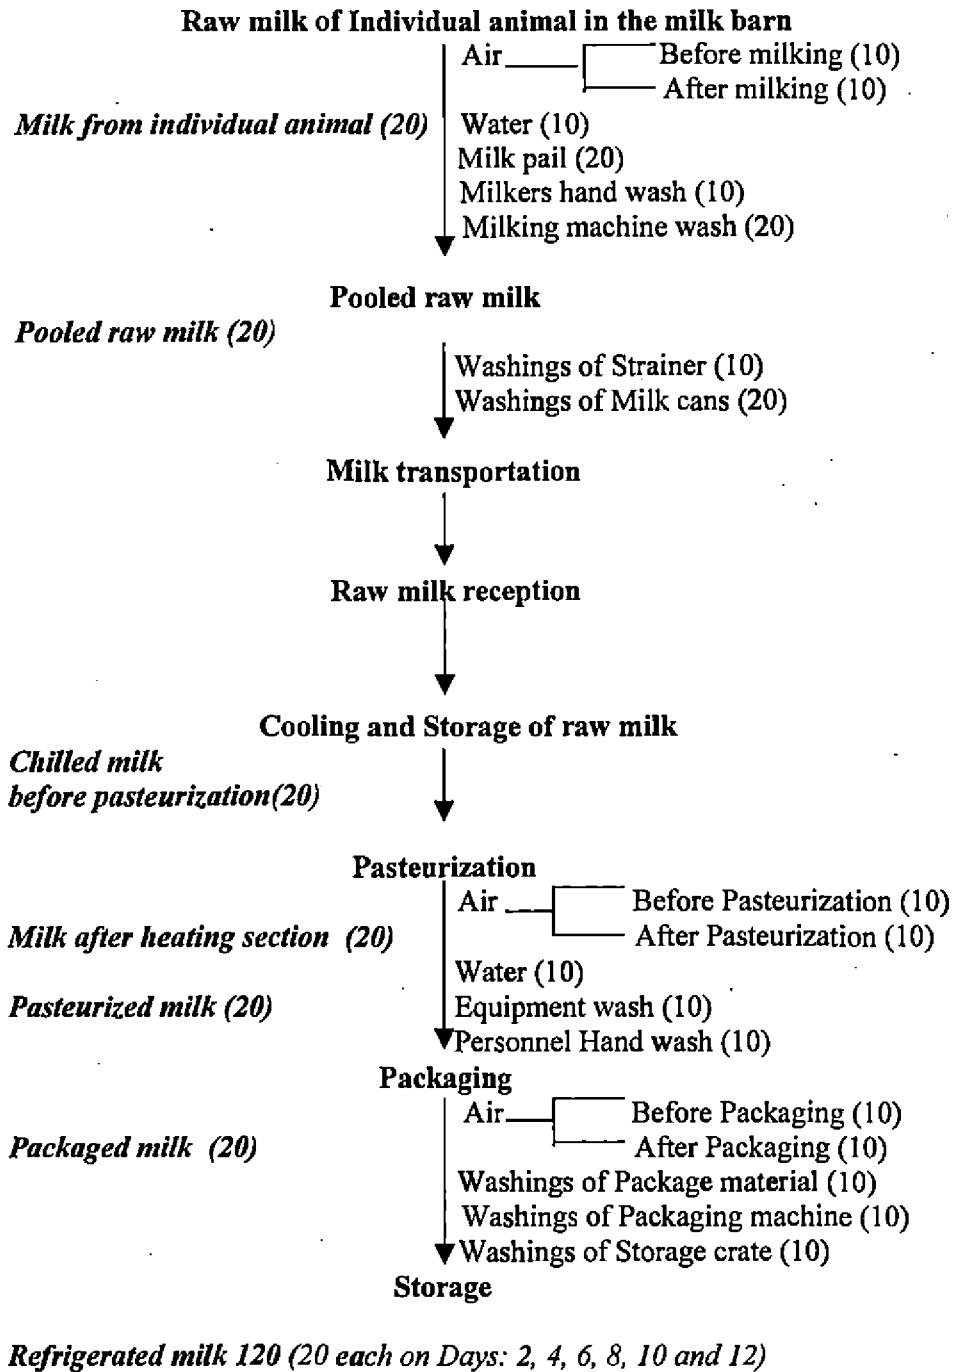 Raw milk of Individual animal in the milk barn
Air
Before milking (10)
After milking (10)
Milk from individual animal (20)
Water (10)
Milk pail (20)
Milkers hand wash (10)
Milking machine wash (20)
Pooled raw milk
Pooled raw milk (20)
Washings of Strainer (10)
Washings of Milk cans (20)
Milk transportation
Raw milk reception
Cooling and Storage of raw milk
Chilled milk
before pasteurization(20)
Pasteurization
Air
Before Pasteurization (10)
After Pasteurization (10)
Milk after heating section (20)
Water (10)
Pasteurized milk (20)
Equipment wash (10)
Personnel Hand wash (10)
Packaging
Air
Before Packaging (10)
After Packaging (10)
Packaged milk (20)
Washings of Package material (10)
Washings of Packaging machine (10)
Washings of Storage crate (10)
Storage
Refrigerated milk 120 (20 each on Days: 2, 4, 6, 8, 10 and 12)